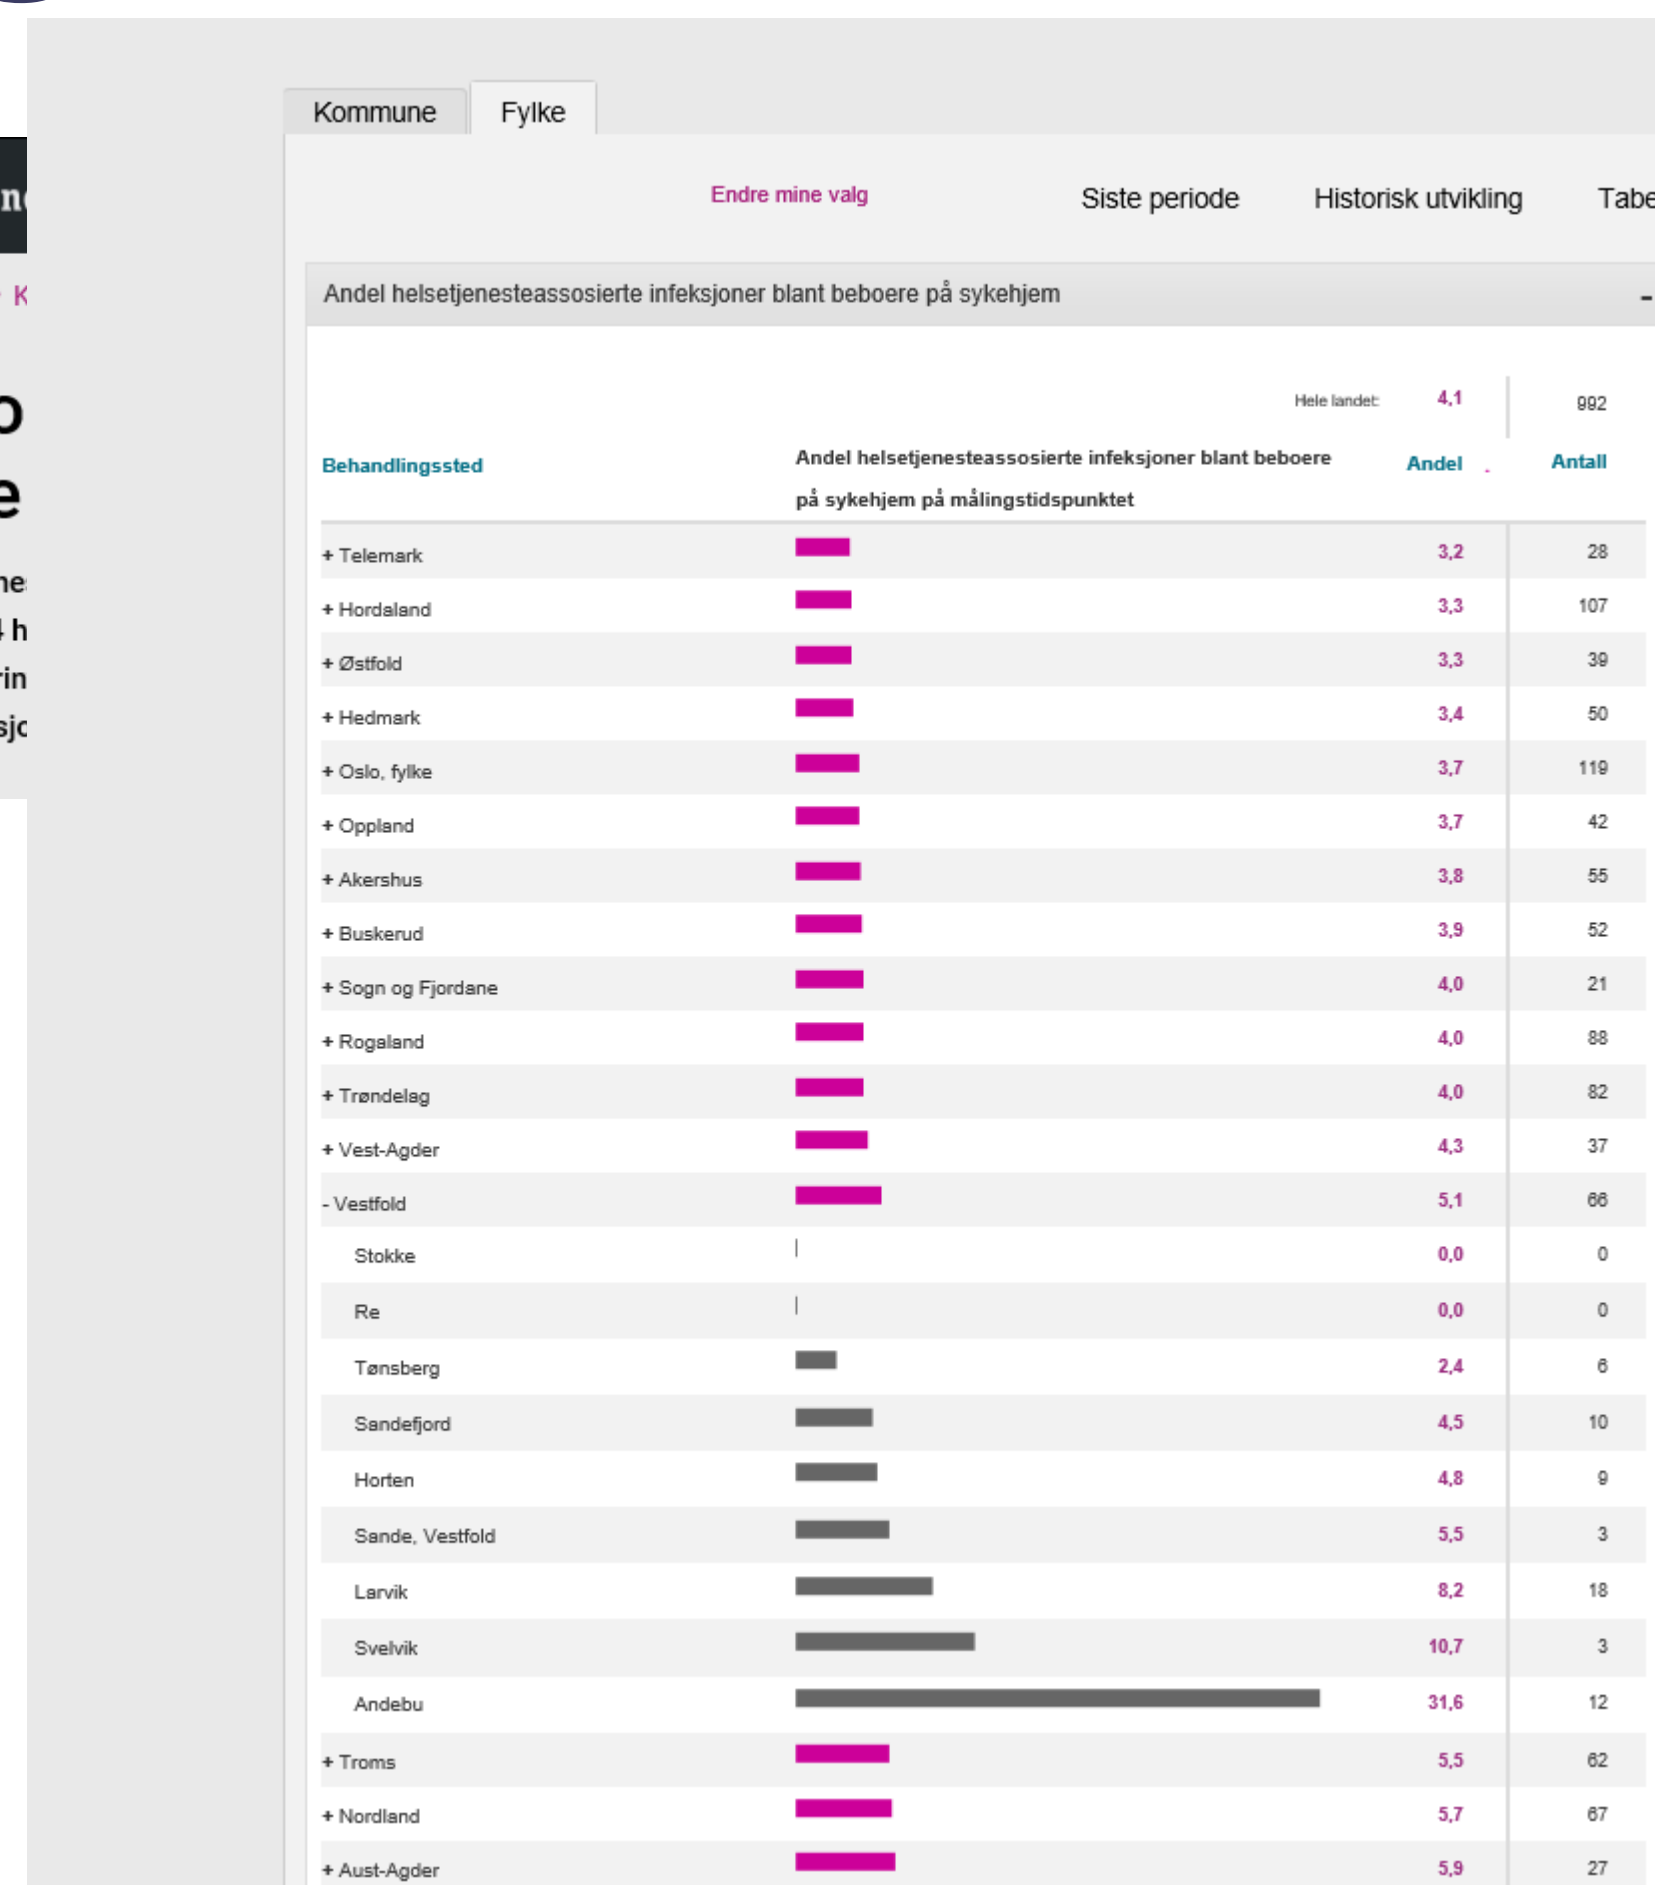 Kommune Fylke
Endre mine valg Siste periode Historisk utvikling
Andel helsetjenesteassosierte infeksjoner blant beboere på sykehjem -
Hele landet: 4,1 992
Behandlingssted Andel helsetjenesteassosierte infeksjoner blant beboere på sykehjem på målingstidspunktet Andel Antall
+ Telemark 3,2 28
+ Hordaland 3,3 107
+ Østfold 3,3 39
+ Hedmark 3,4 50
+ Oslo, fylke 3,7 119
+ Oppland 3,7 42
+ Akershus 3,8 55
+ Buskerud 3,9 52
+ Sogn og Fjordane 4,0 21
+ Rogaland 4,0 88
+ Trøndelag 4,0 82
+ Vest-Agder 4,3 37
- Vestfold 5,1 66
Stokke 0,0 0
Re 0,0 0
Tønsberg 2,4 6
Sandefjord 4,5 10
Horten 4,8 9
Sande, Vestfold 5,5 3
Larvik 8,2 18
Svelvik 10,7 3
Andebu 31,6 12
+ Troms 5,5 62
+ Nordland 5,7 67
+ Aust-Agder 5,9 27